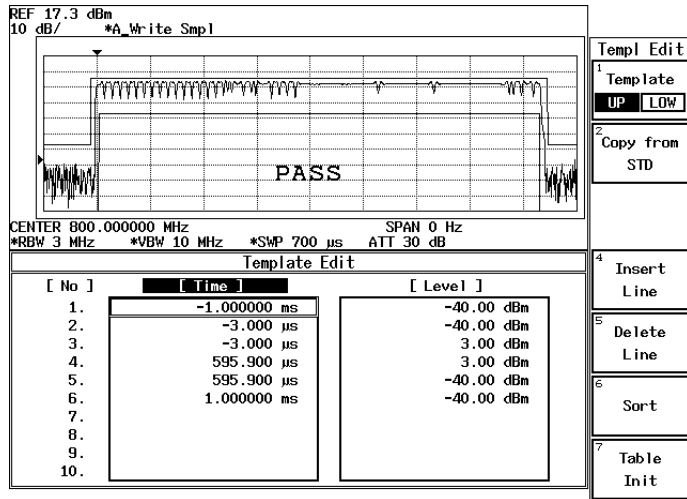 REF 17.3 dBm
10 dB/ *A_Write Smpl
PASS
CENTER 800.000000 MHz SPAN 0 Hz
*RBW 3 MHz *VBW 10 MHz *SWP 700 µs ATT 30 dB
Template Edit
[ No ] [ Time ] [ Level ]
1. -1.000000 ms -40.00 dBm
2. -3.000 µs -40.00 dBm
3. -3.000 µs 3.00 dBm
4. 595.900 µs 3.00 dBm
5. 595.900 µs -40.00 dBm
6. 1.000000 ms -40.00 dBm
7.
8.
9.
10.
Templ Edit
1 Template
UP LOW
2 Copy from
STD
4 Insert
Line
5 Delete
Line
6 Sort
7 Table
Init